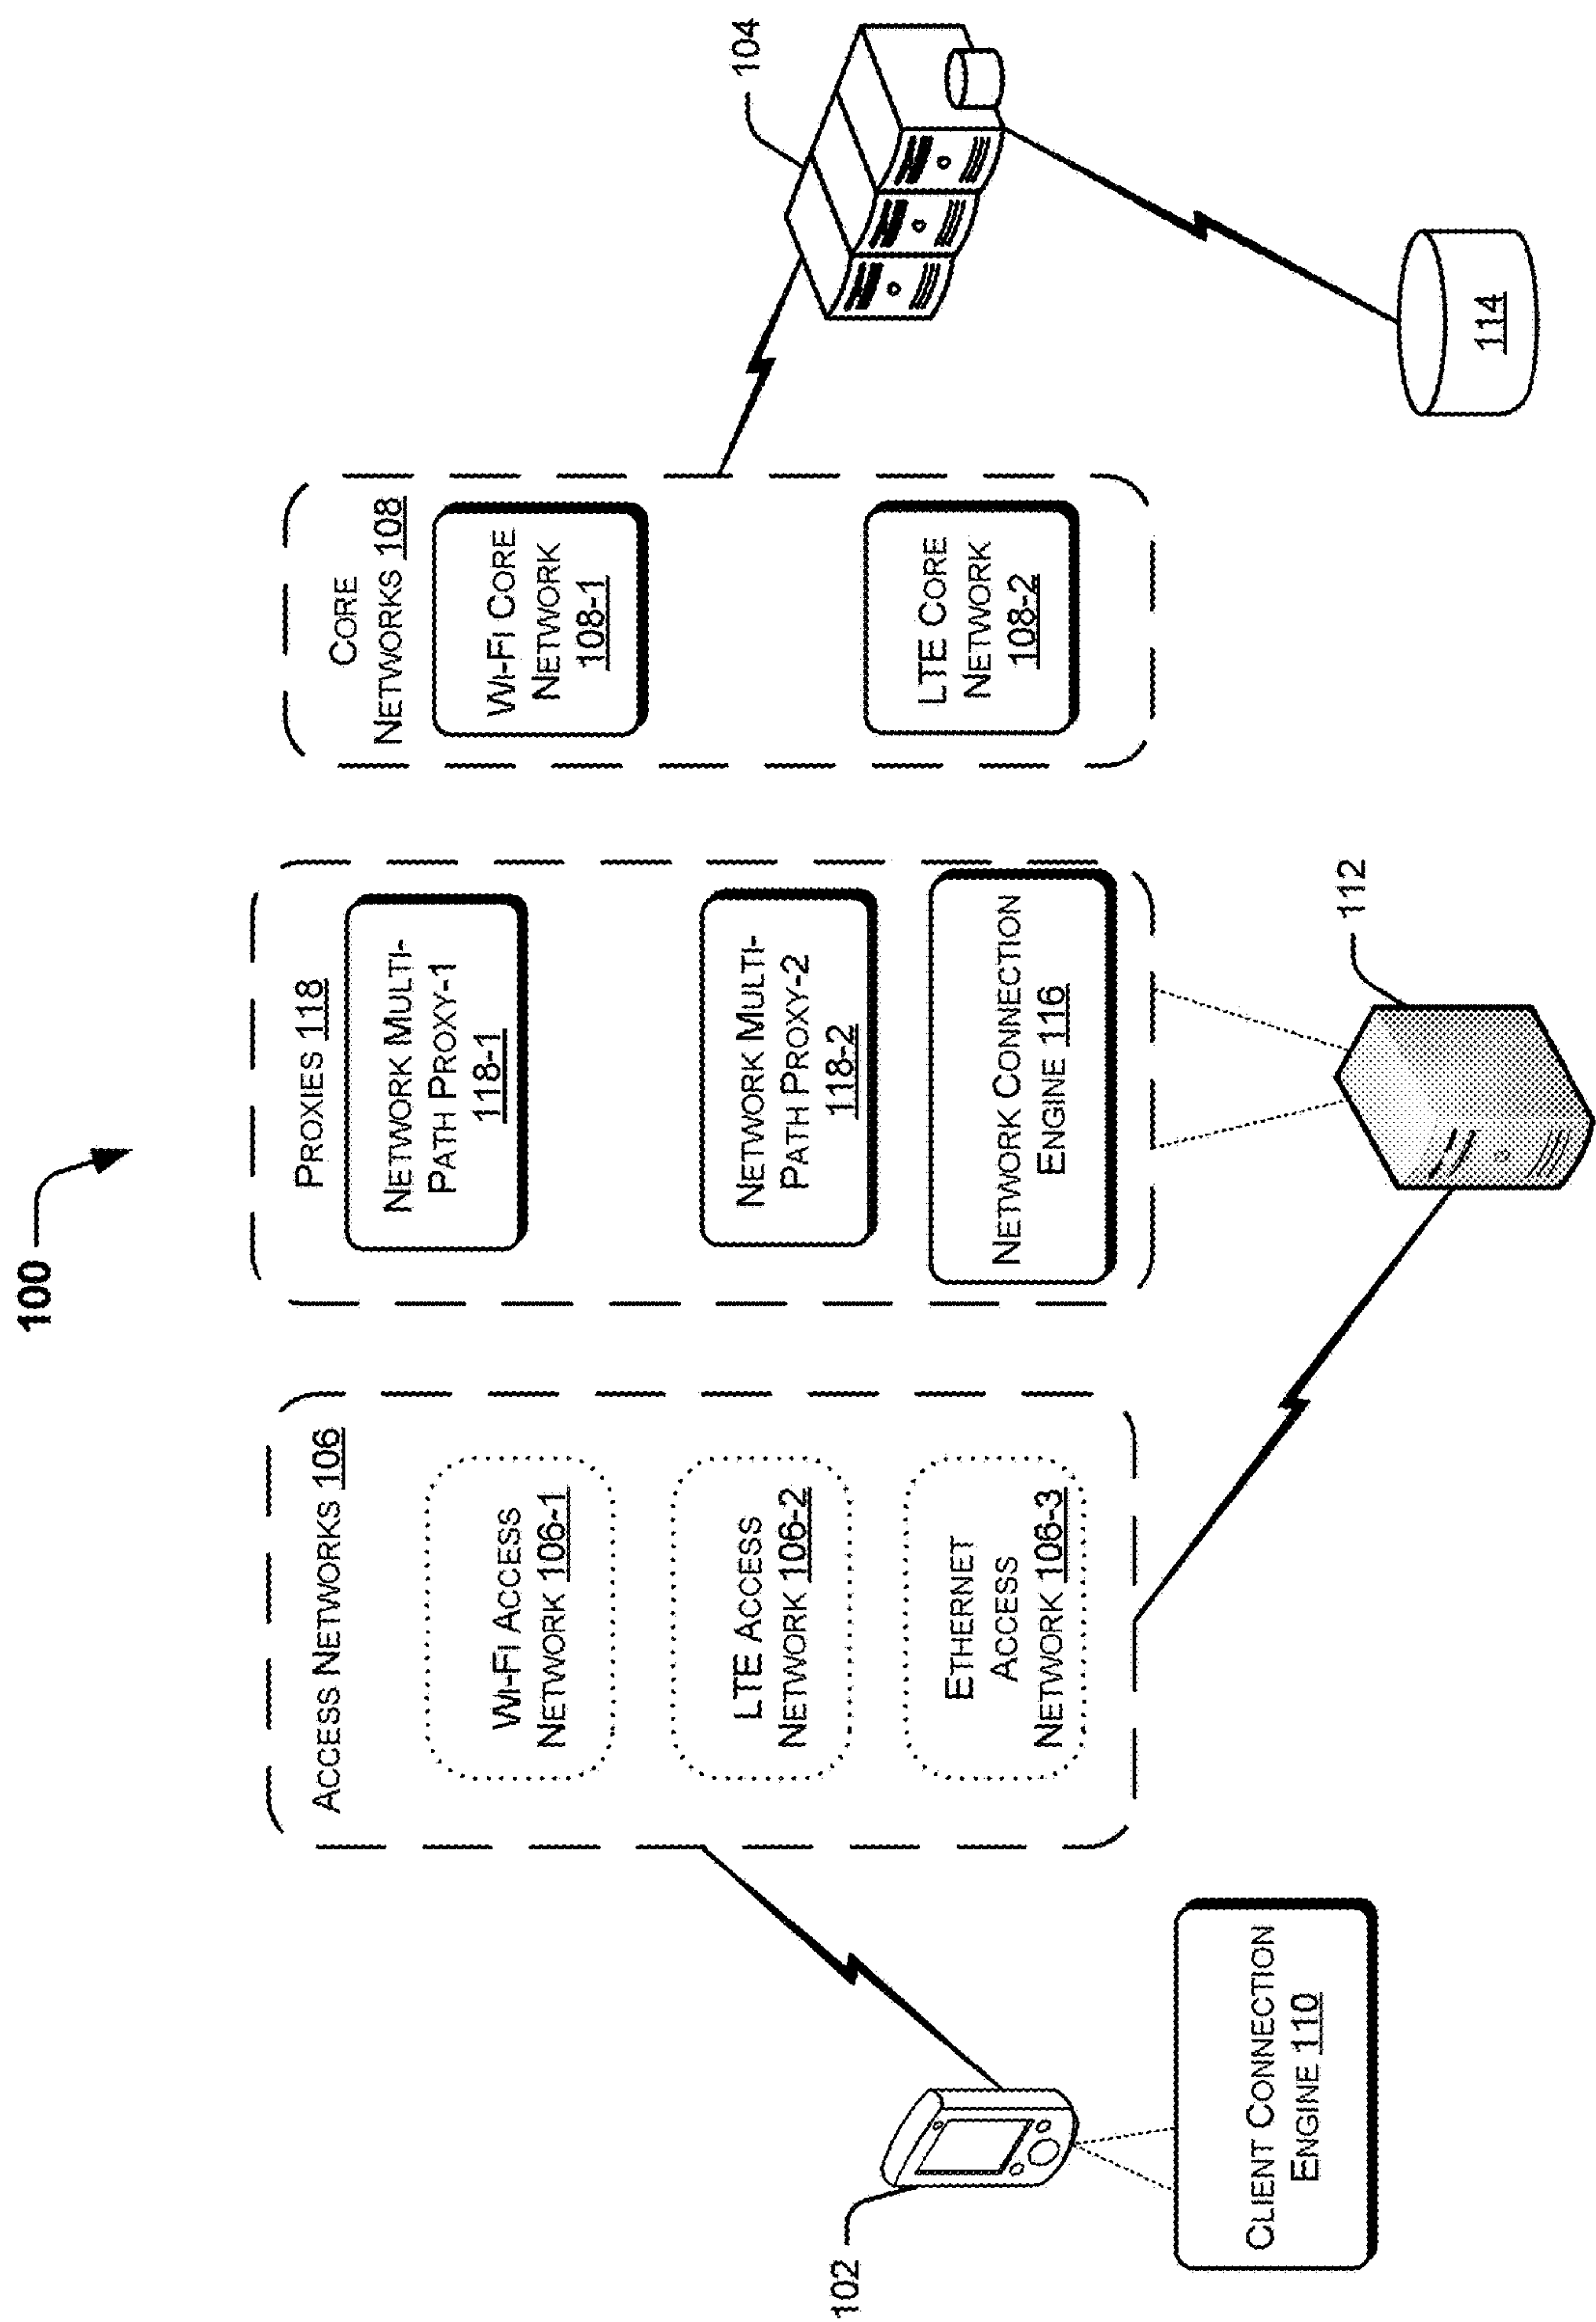 100
ACCESS NETWORKS 106
WI-FI ACCESS
NETWORK 106-1
LTE ACCESS
NETWORK 106-2
ETHERNET
ACCESS
NETWORK 106-3
PROXIES 118
NETWORK MULTI-
PATH PROXY-1
118-1
NETWORK MULTI-
PATH PROXY-2
118-2
NETWORK CONNECTION
ENGINE 116
CORE
NETWORKS 108
WI-FI CORE
NETWORK
108-1
LTE CORE
NETWORK
108-2
104
102
CLIENT CONNECTION
ENGINE 110
112
114